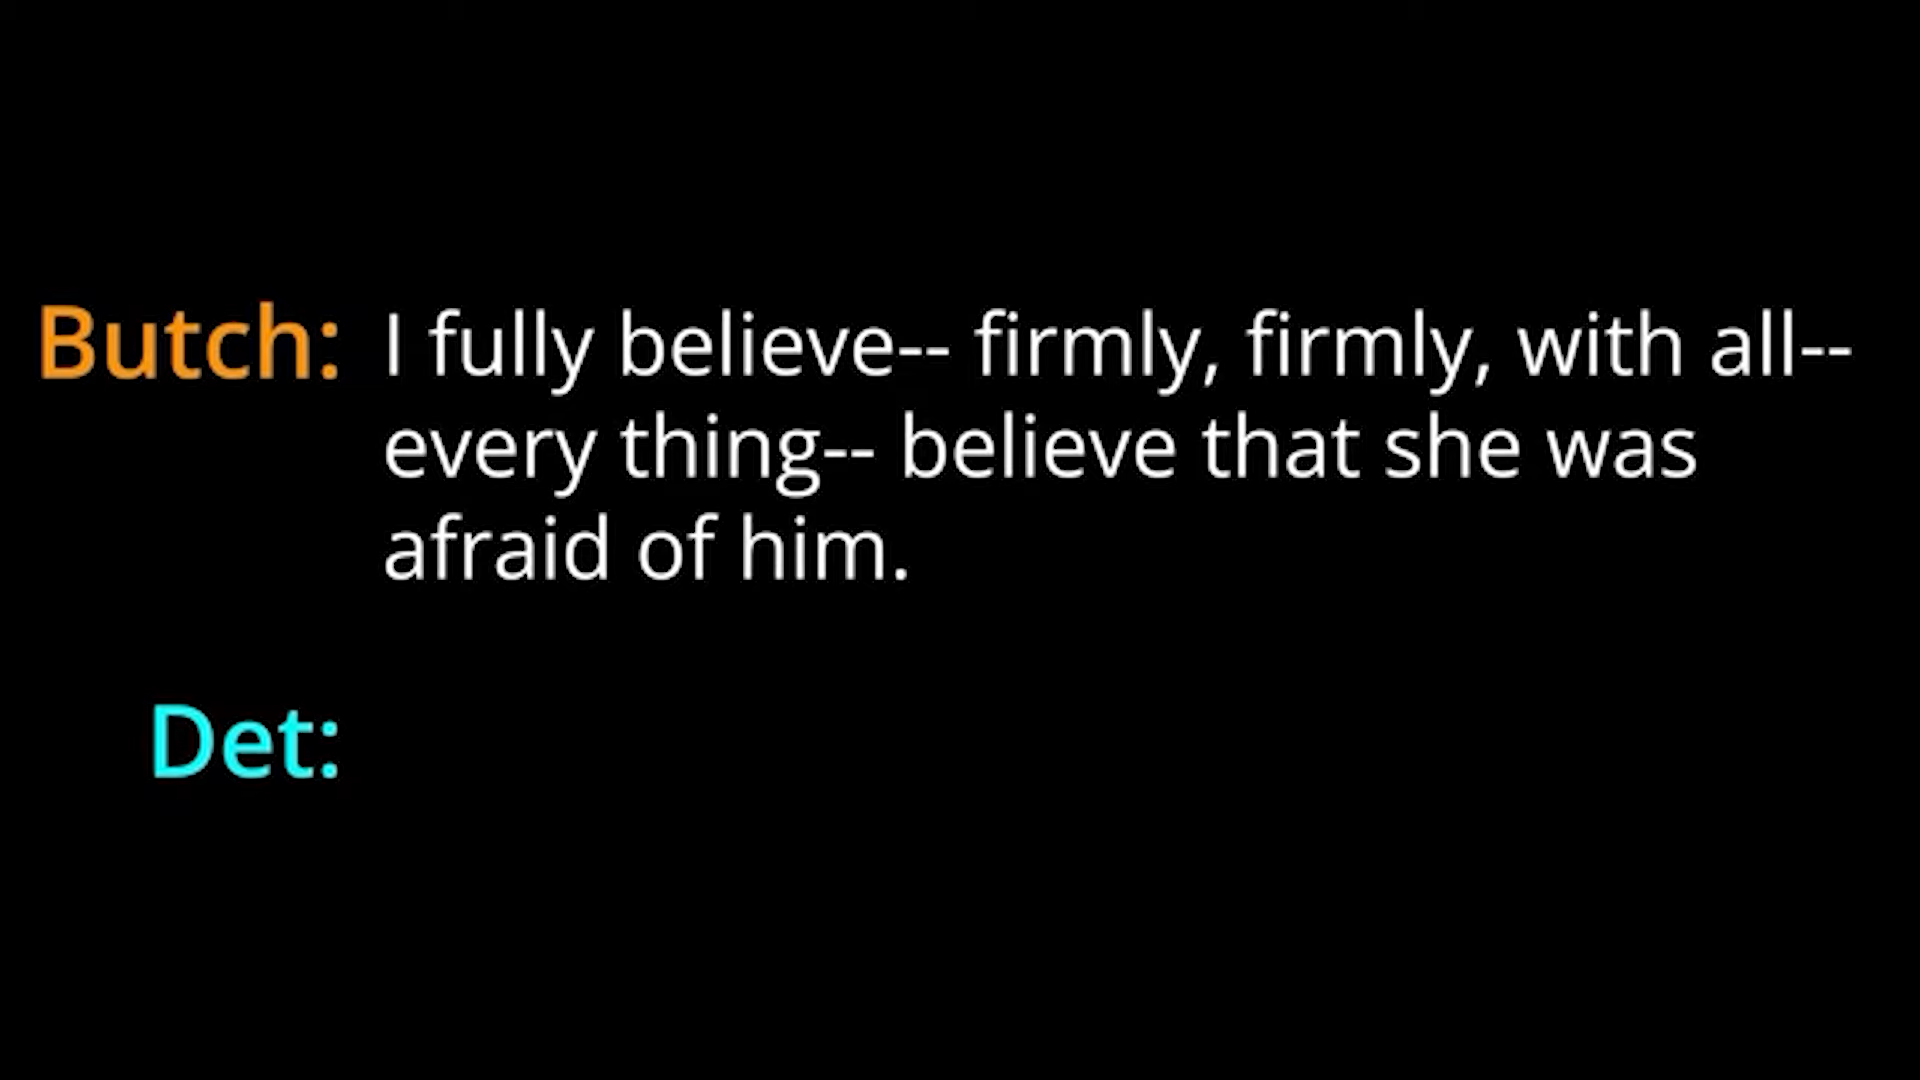 Butch: I fully believe-- firmly, firmly, with all--
every thing-- believe that she was
afraid of him.
Det: